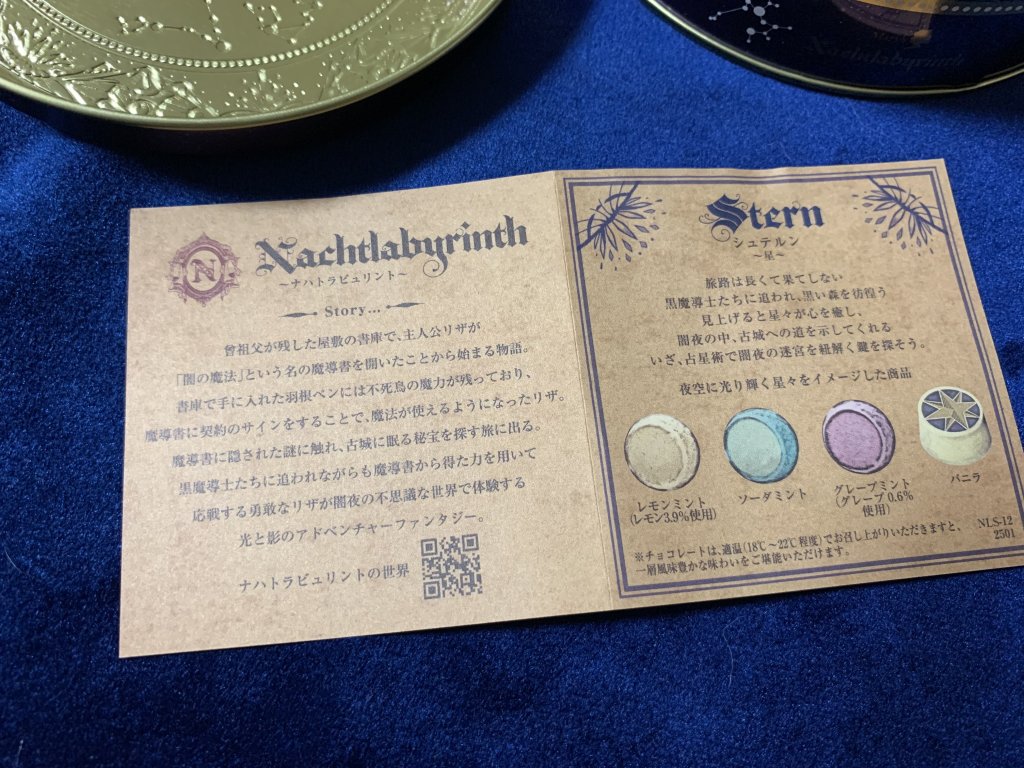 Nachtlabyrinth
N
Nachtlabyrinth
~ナハトラビュリント~
Story...
曾祖父が残した屋敷の書庫で、主人公リザが
「闇の魔法」という名の魔導書を開いたことから始まる物語。
書庫で手に入れた羽根ペンには不死鳥の魔力が残っており、
魔導書に契約のサインをすることで、魔法が使えるようになったリザ。
魔導書に隠された謎に触れ、古城に眠る秘宝を探す旅に出る。
黒魔導士たちに追われながらも魔導書から得た力を用いて
応戦する勇敢なリザが闇夜の不思議な世界で体験する
光と影のアドベンチャーファンタジー。
ナハトラビュリントの世界
Stern
シュテルン
~星~
旅路は長くて果てしない
黒魔導士たちに追われ、黒い森を彷徨う
見上げると星々が心を癒し、
闇夜の中、古城への道を示してくれる
いざ、占星術で闇夜の迷宮を紐解く鍵を探そう。
夜空に光り輝く星々をイメージした商品
レモンミント
(レモン3.9%使用)
ソーダミント
グレープミント
(グレープ 0.6%
使用)
バニラ
※チョコレートは、適温(18℃~22℃程度)でお召し上がりいただきますと、
一層風味豊かな味わいをご堪能いただけます。
NLS-12
2501